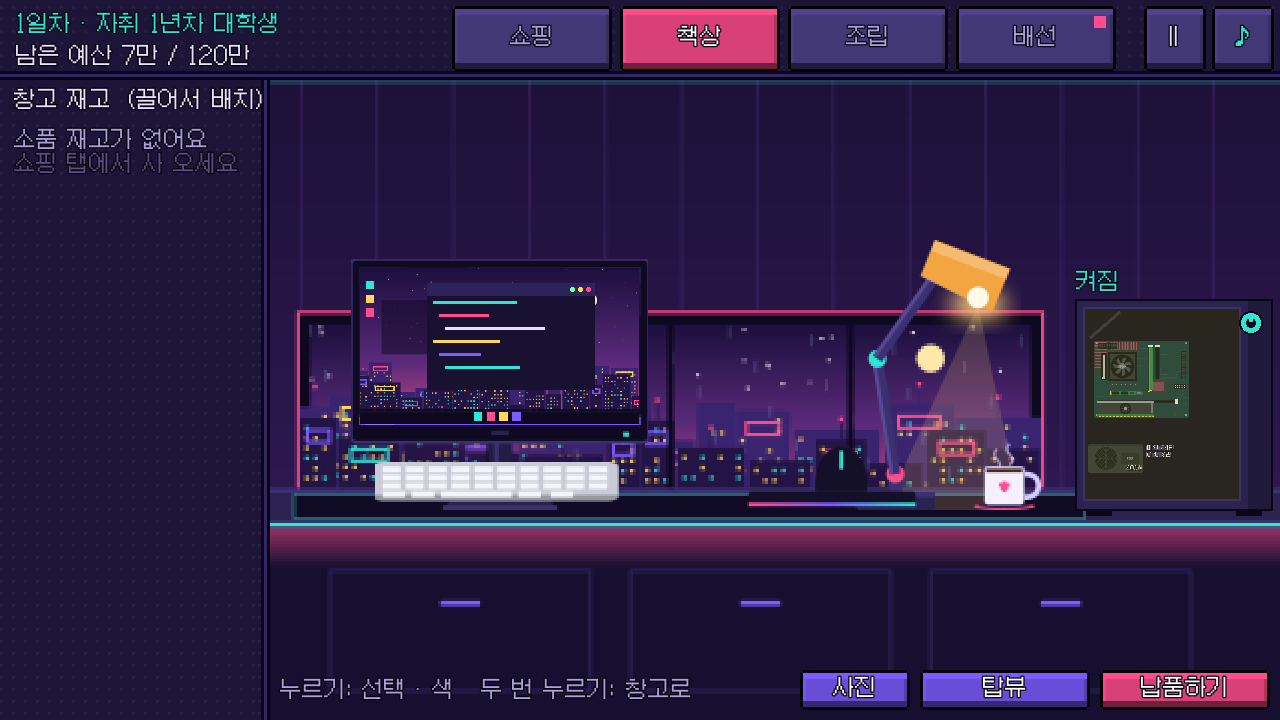 1일차 · 자취 1년차 대학생
남은 예산 7만 / 120만
쇼핑
책상
조립
배선
창고 재고 (끌어서 배치)
소품 재고가 없어요
쇼핑 탭에서 사 오세요
켜짐
누르기: 선택 · 색 두 번 누르기: 창고로
사진
탑뷰
납품하기